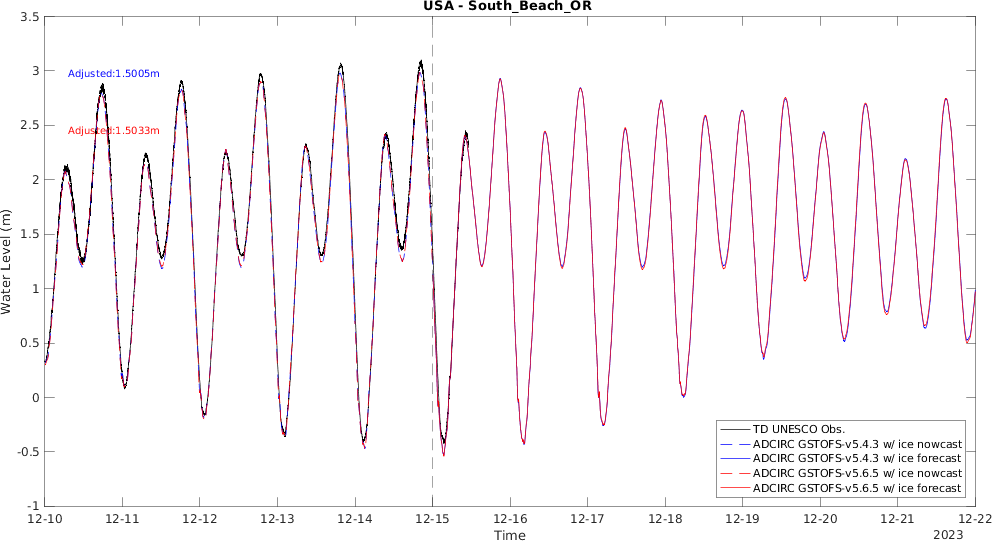 USA - South_Beach_OR
3.5
3
2.5
2
1.5
1
0.5
0
-0.5
-1
Water Level (m)
Adjusted:1.5005m
Adjusted:1.5033m
TD UNESCO Obs.
ADCIRC GSTOFS-v5.4.3 w/ ice nowcast
ADCIRC GSTOFS-v5.4.3 w/ ice forecast
ADCIRC GSTOFS-v5.6.5 w/ ice nowcast
ADCIRC GSTOFS-v5.6.5 w/ ice forecast
12-10 12-11 12-12 12-13 12-14 12-15 12-16 12-17 12-18 12-19 12-20 12-21 12-22
Time
2023